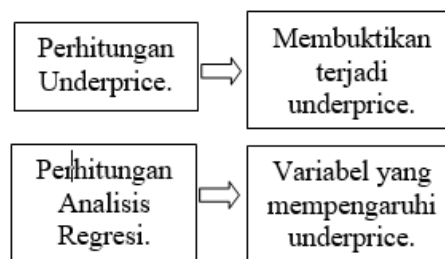 Perhitungan
Underprice.
Membuktikan
terjadi
underprice.
Perhitungan
Analisis
Regresi.
Variabel yang
mempengaruhi
underprice.